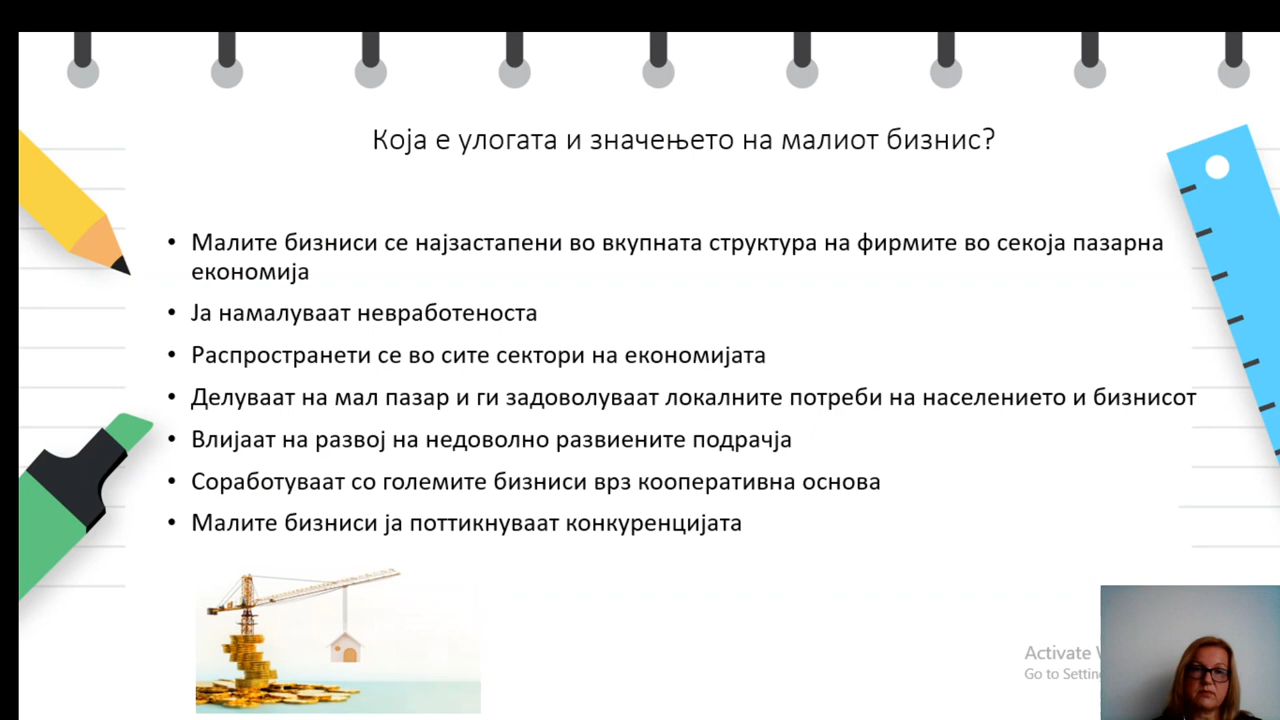 Која е улогата и значењето на малиот бизнис?
• Малите бизниси се најзастапени во вкупната структура на фирмите во секоја пазарна
економија
• Ја намалуваат невработеноста
• Распространети се во сите сектори на економијата
• Делуваат на мал пазар и ги задоволуваат локалните потреби на населението и бизнисот
• Влијаат на развој на недоволно развиените подрачја
• Соработуваат со големите бизниси врз кооперативна основа
• Малите бизниси ја поттикнуваат конкуренцијата
Activate
Go to